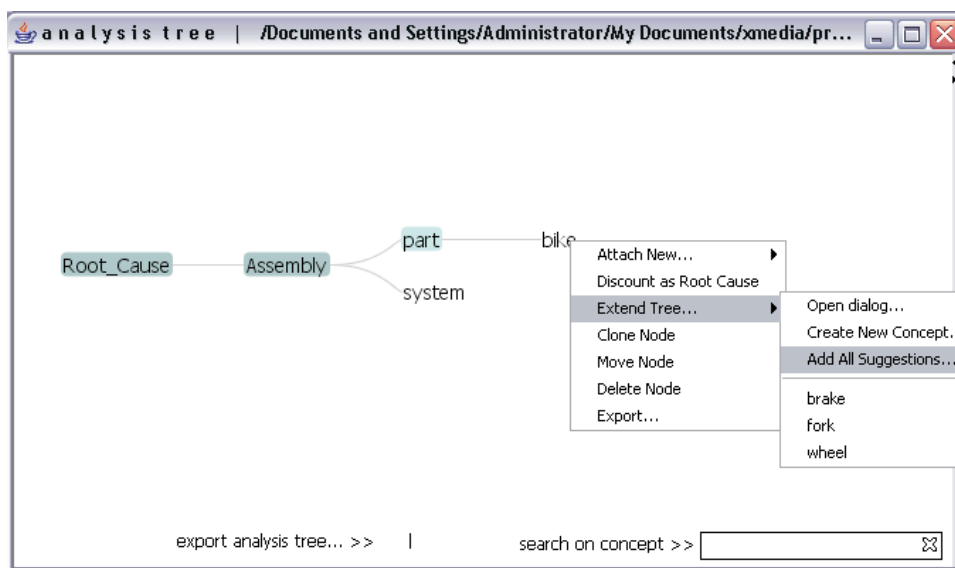 analysis tree | /Documents and Settings/Administrator/My Documents/xmedia/pr...
part
bike
Root_Cause
Assembly
system
Attach New...
Discount as Root Cause
Extend Tree...
Clone Node
Move Node
Delete Node
Export...
Open dialog...
Create New Concept.
Add All Suggestions...
brake
fork
wheel
export analysis tree... >> |
search on concept >>